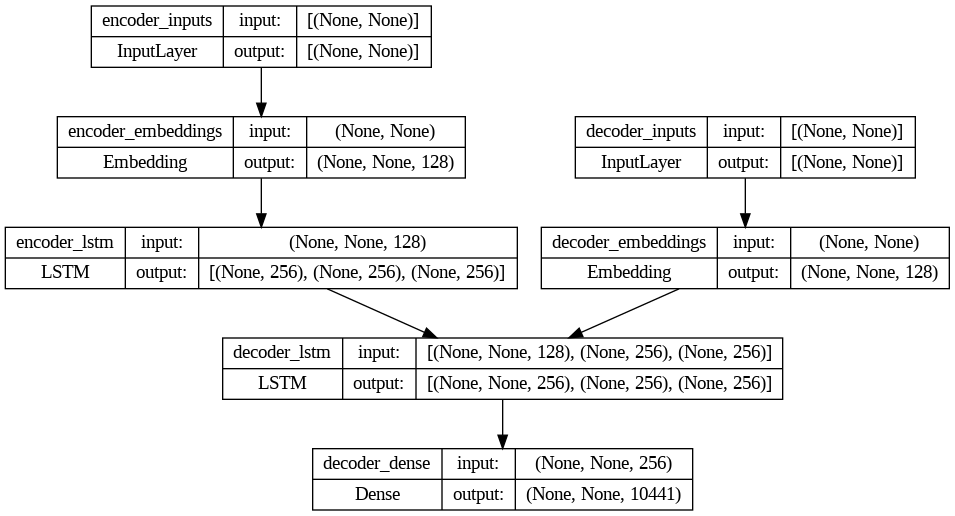 encoder_inputs input: [(None, None)]
InputLayer output: [(None, None)]
encoder_embeddings input: (None, None)
Embedding output: (None, None, 128)
decoder_inputs input: [(None, None)]
InputLayer output: [(None, None)]
encoder_lstm input: (None, None, 128)
LSTM output: [(None, 256), (None, 256), (None, 256)]
decoder_embeddings input: (None, None)
Embedding output: (None, None, 128)
decoder_lstm input: [(None, None, 128), (None, 256), (None, 256)]
LSTM output: [(None, None, 256), (None, 256), (None, 256)]
decoder_dense input: (None, None, 256)
Dense output: (None, None, 10441)